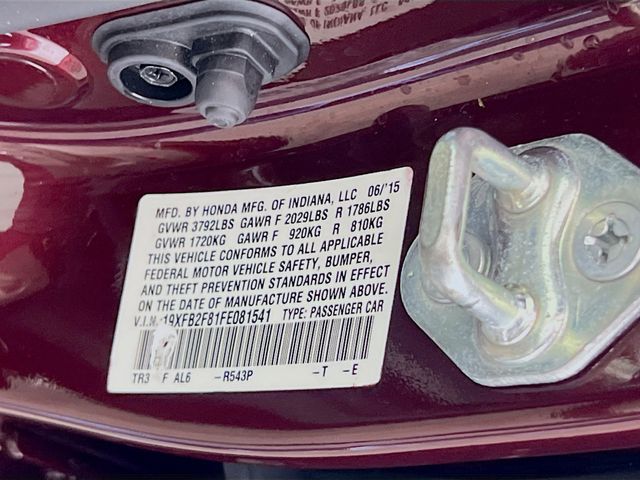 MFD. BY HONDA MFG. OF INDIANA, LLC 06/'15
GVWR 3792LBS GAWR F 2029LBS R 1786LBS
GVWR 1720KG GAWR F 920KG R 810KG
THIS VEHICLE CONFORMS TO ALL APPLICABLE
FEDERAL MOTOR VEHICLE SAFETY, BUMPER,
AND THEFT PREVENTION STANDARDS IN EFFECT
ON THE DATE OF MANUFACTURE SHOWN ABOVE.
V.I.N. 19XFB2F81FE081541 TYPE: PASSENGER CAR
TR3 F AL6 -R543P -T -E